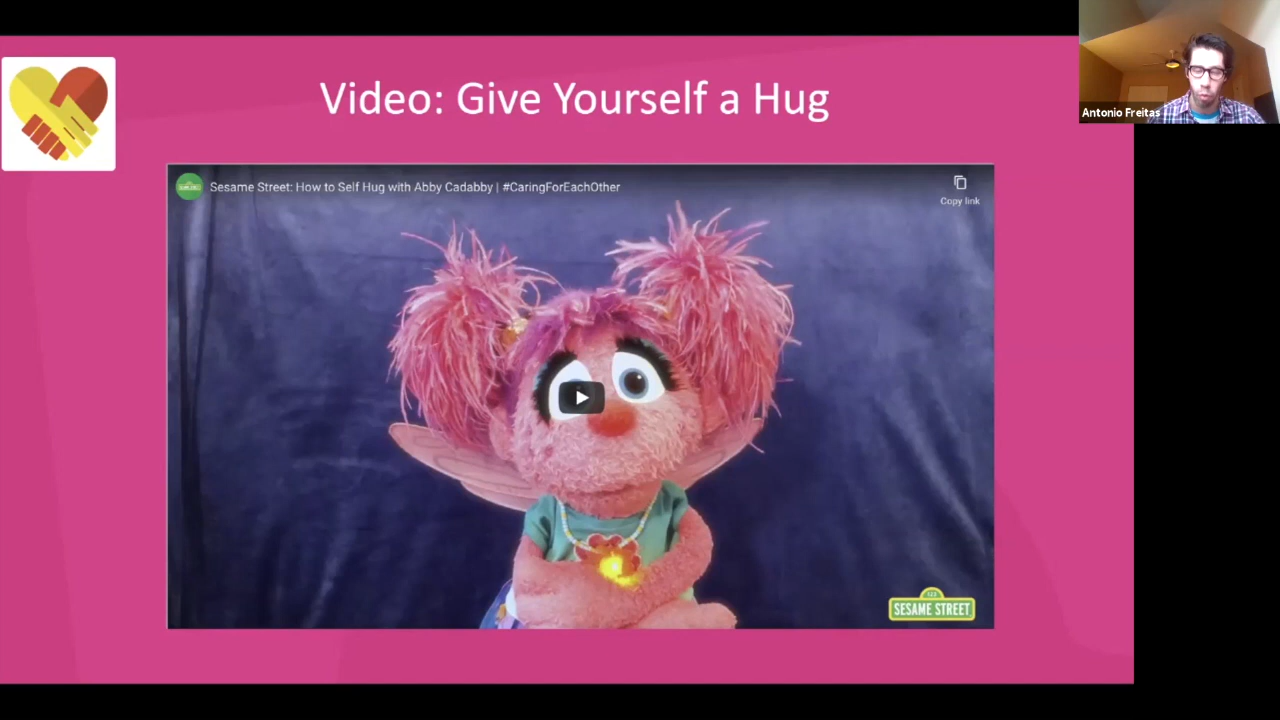 Video: Give Yourself a Hug
Antonio Freitas
Sesame Street: How to Self Hug with Abby Cadabby | #CaringForEachOther
Copy link
SESAME STREET